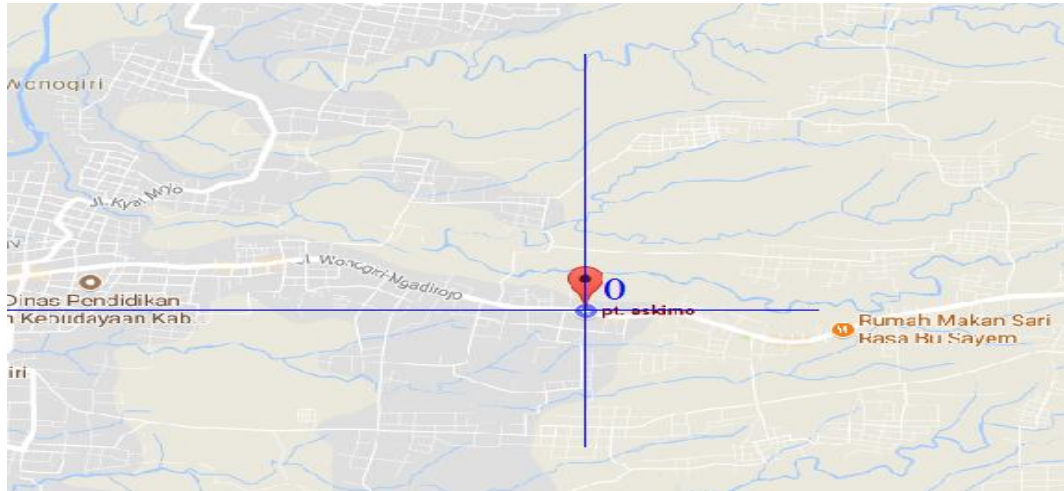 Wonogiri
Jl. Kyai Mojo
Jl. Wonogiri-Ngadirojo
Dinas Pendidikan
n Kebudayaan Kab...
O
pt. eskimo
Rumah Makan Sari
Rasa Bu Sayem
iri